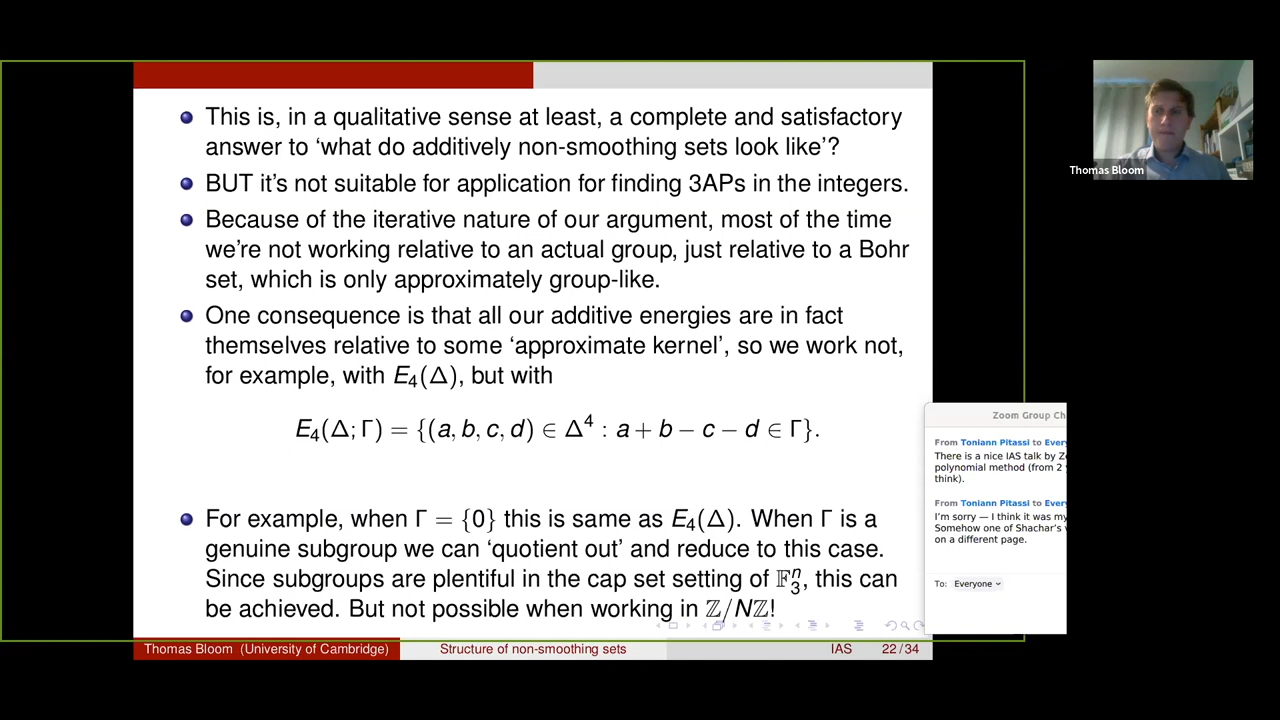 This is, in a qualitative sense at least, a complete and satisfactory
answer to ‘what do additively non-smoothing sets look like’?
BUT it’s not suitable for application for finding 3APs in the integers.
Because of the iterative nature of our argument, most of the time
we’re not working relative to an actual group, just relative to a Bohr
set, which is only approximately group-like.
One consequence is that all our additive energies are in fact
themselves relative to some ‘approximate kernel’, so we work not,
for example, with E₄(Δ), but with
E₄(Δ; Γ) = {(a, b, c, d) ∈ Δ⁴ : a + b − c − d ∈ Γ}.
For example, when Γ = {0} this is same as E₄(Δ). When Γ is a
genuine subgroup we can ‘quotient out’ and reduce to this case.
Since subgroups are plentiful in the cap set setting of 𝔽₃ⁿ, this can
be achieved. But not possible when working in ℤ/Nℤ!
Thomas Bloom (University of Cambridge)
Structure of non-smoothing sets
IAS
22 / 34
Thomas Bloom
Zoom Group Ch
From Toniann Pitassi to Every
There is a nice IAS talk by
polynomial method (from 2
think).
From Toniann Pitassi to Every
I’m sorry — I think it was my
Somehow one of Shachar’s
on a different page.
To: Everyone